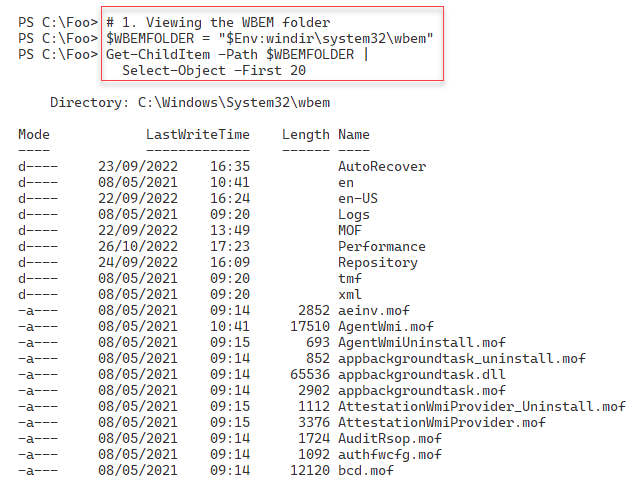 PS C:\Foo> # 1. Viewing the WBEM folder
PS C:\Foo> $WBEMFOLDER = "$Env:windir\system32\wbem"
PS C:\Foo> Get-ChildItem -Path $WBEMFOLDER |
Select-Object -First 20
Directory: C:\Windows\System32\wbem
Mode LastWriteTime Length Name
---- ------------- ------ ----
d---- 23/09/2022 16:35 AutoRecover
d---- 08/05/2021 10:41 en
d---- 22/09/2022 16:24 en-US
d---- 08/05/2021 09:20 Logs
d---- 22/09/2022 13:49 MOF
d---- 26/10/2022 17:23 Performance
d---- 24/09/2022 16:09 Repository
d---- 08/05/2021 09:20 tmf
d---- 08/05/2021 09:20 xml
-a--- 08/05/2021 09:14 2852 aeinv.mof
-a--- 08/05/2021 10:41 17510 AgentWmi.mof
-a--- 08/05/2021 09:15 693 AgentWmiUninstall.mof
-a--- 08/05/2021 09:14 852 appbackgroundtask_uninstall.mof
-a--- 08/05/2021 09:14 65536 appbackgroundtask.dll
-a--- 08/05/2021 09:14 2902 appbackgroundtask.mof
-a--- 08/05/2021 09:15 1112 AttestationWmiProvider_Uninstall.mof
-a--- 08/05/2021 09:15 3376 AttestationWmiProvider.mof
-a--- 08/05/2021 09:14 1724 AuditRsop.mof
-a--- 08/05/2021 09:14 1092 authfwcfg.mof
-a--- 08/05/2021 09:14 12120 bcd.mof